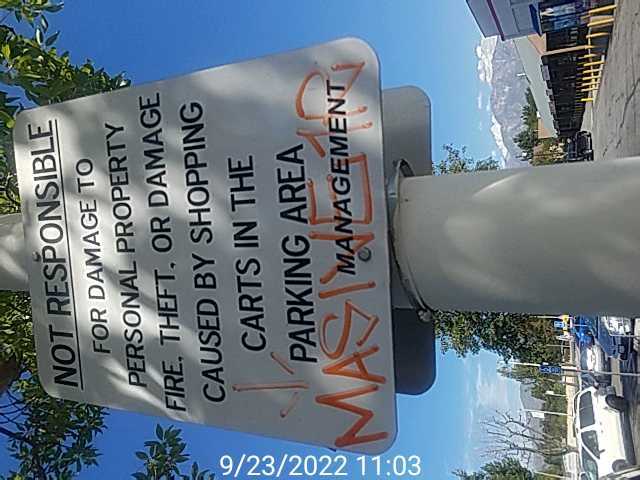 NOT RESPONSIBLE
FOR DAMAGE TO
PERSONAL PROPERTY
FIRE, THEFT, OR DAMAGE
CAUSED BY SHOPPING
CARTS IN THE
PARKING AREA
MANAGEMENT
9/23/2022 11:03